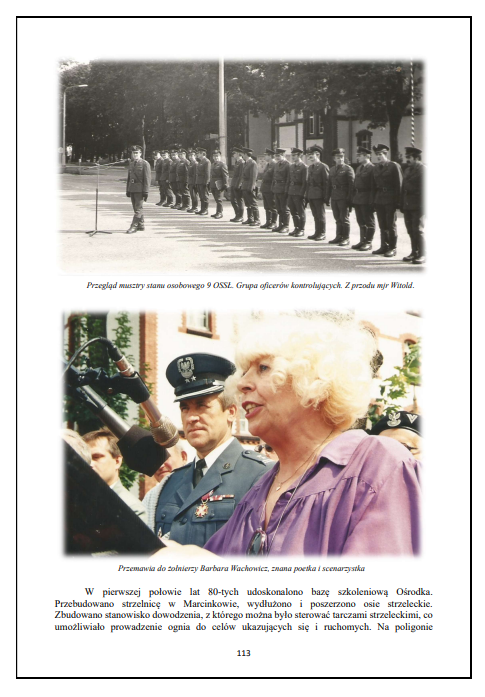 Przegląd musztry stanu osobowego 9 OSSŁ. Grupa oficerów kontrolujących. Z przodu mjr Witold.
Przemawia do żołnierzy Barbara Wachowicz, znana poetka i scenarzystka
W pierwszej połowie lat 80-tych udoskonalono bazę szkoleniową Ośrodka.
Przebudowano strzelnicę w Marcinkowie, wydłużono i poszerzono osie strzeleckie.
Zbudowano stanowisko dowodzenia, z którego można było sterować tarczami strzeleckimi, co
umożliwiało prowadzenie ognia do celów ukazujących się i ruchomych. Na poligonie
113